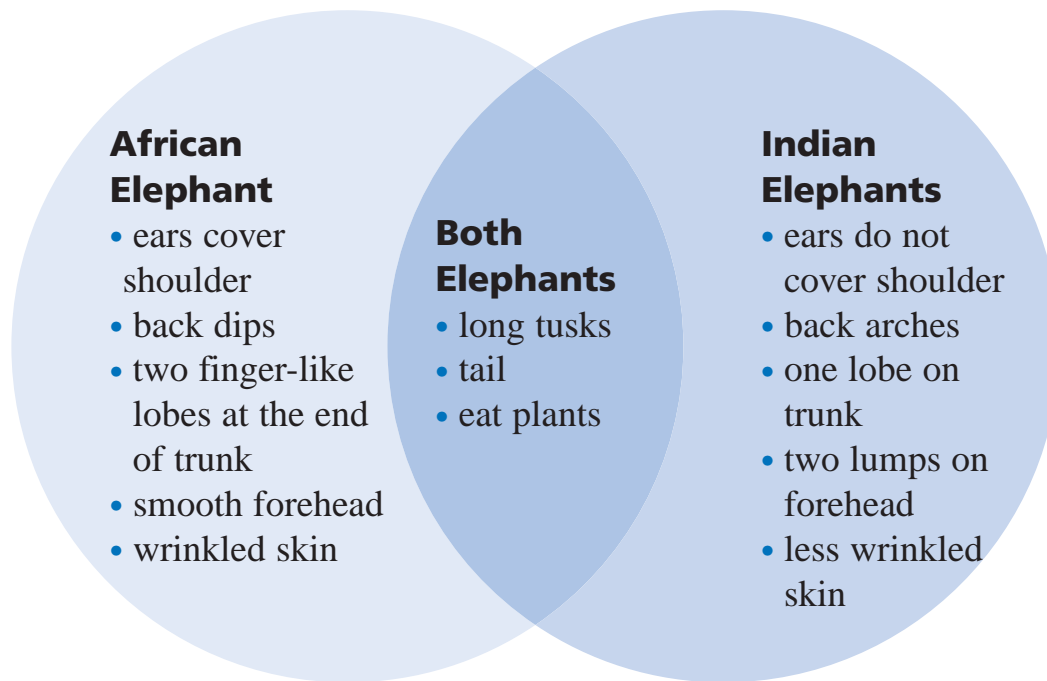 African
Elephant
• ears cover
shoulder
• back dips
• two finger-like
lobes at the end
of trunk
• smooth forehead
• wrinkled skin
Both
Elephants
• long tusks
• tail
• eat plants
Indian
Elephants
• ears do not
cover shoulder
• back arches
• one lobe on
trunk
• two lumps on
forehead
• less wrinkled
skin